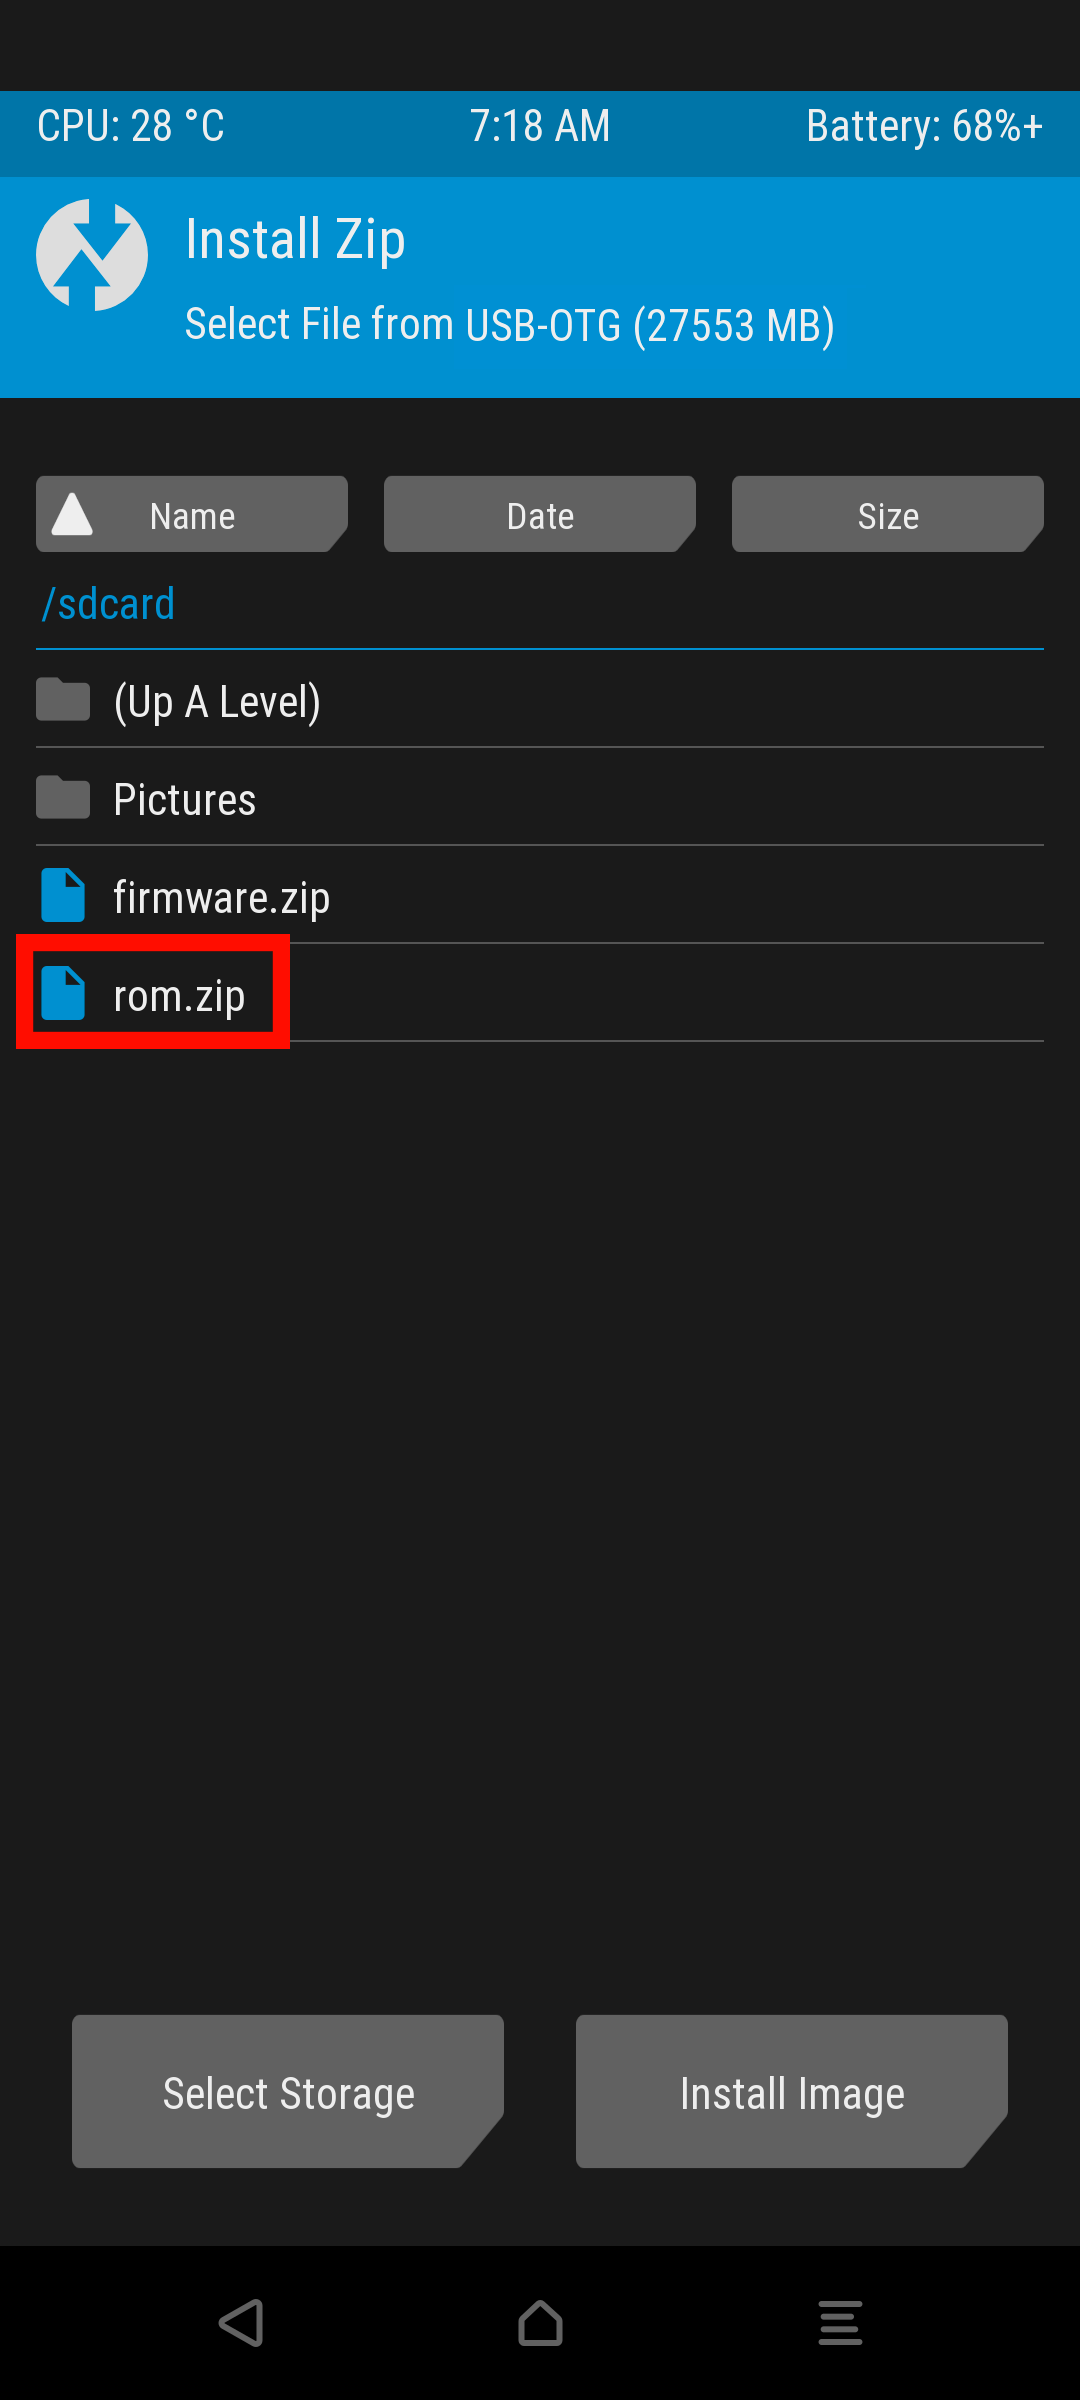 CPU: 28 °C 7:18 AM Battery: 68%+
Install Zip
Select File from USB-OTG (27553 MB)
Name Date Size
/sdcard
(Up A Level)
Pictures
firmware.zip
rom.zip
Select Storage Install Image